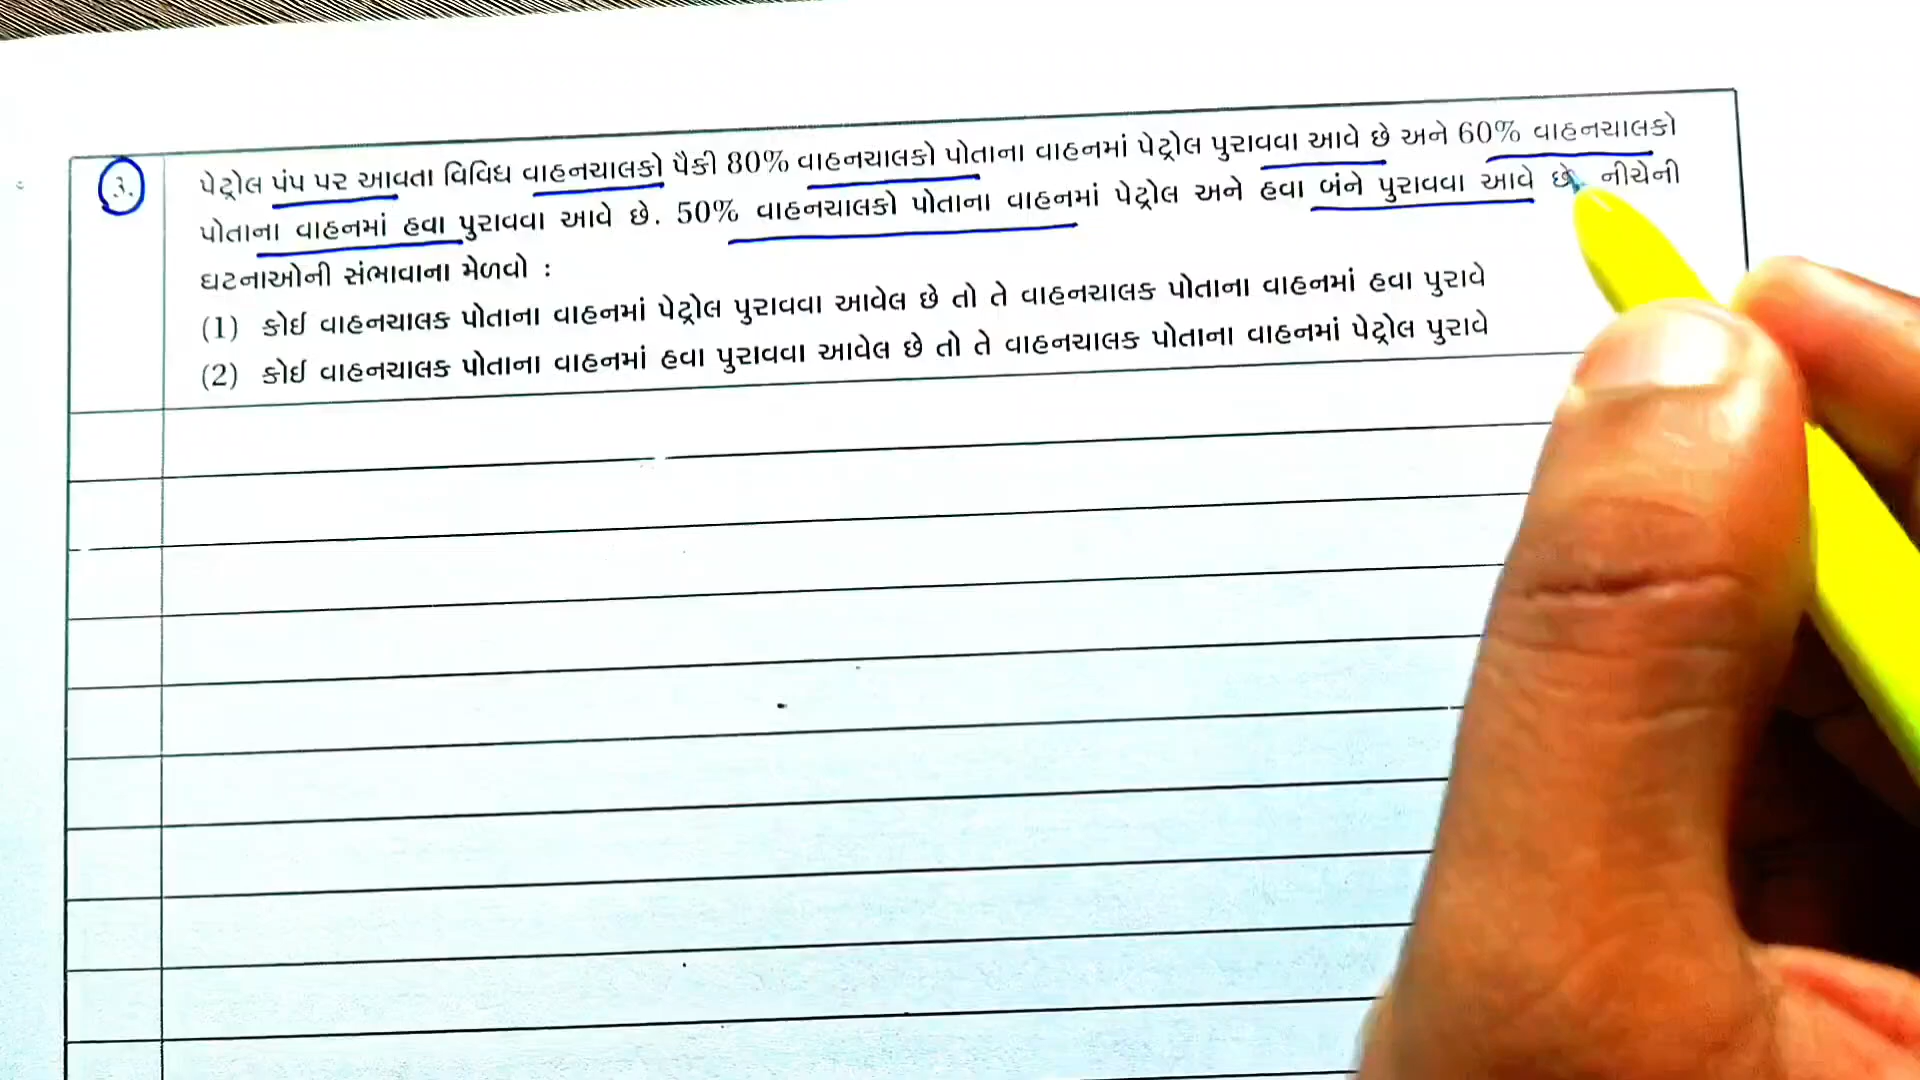 ૩. પેટ્રોલ પંપ પર આવતા વિવિધ વાહનચાલકો પૈકી 80% વાહનચાલકો પોતાના વાહનમાં પેટ્રોલ પુરાવવા આવે છે અને 60% વાહનચાલકો
પોતાના વાહનમાં હવા પુરાવવા આવે છે. 50% વાહનચાલકો પોતાના વાહનમાં પેટ્રોલ અને હવા બંને પુરાવવા આવે છે. નીચેની
ઘટનાઓની સંભાવાના મેળવો :
(1) કોઈ વાહનચાલક પોતાના વાહનમાં પેટ્રોલ પુરાવવા આવેલ છે તો તે વાહનચાલક પોતાના વાહનમાં હવા પુરાવે
(2) કોઈ વાહનચાલક પોતાના વાહનમાં હવા પુરાવવા આવેલ છે તો તે વાહનચાલક પોતાના વાહનમાં પેટ્રોલ પુરાવે